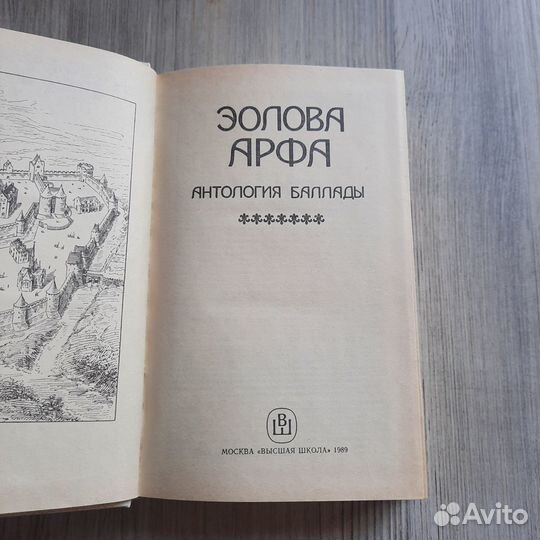 ЭОЛОВА
АРФА
АНТОЛОГИЯ БАЛЛАДЫ
ВШ
МОСКВА «ВЫСШАЯ ШКОЛА» 1989
Avito